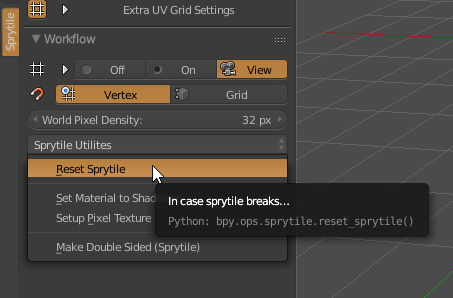 Sprytile
Extra UV Grid Settings
Workflow
Off
On
View
Vertex
Grid
World Pixel Density: 32 px
Sprytile Utilites
Reset Sprytile
Set Material to
Setup Pixel Texture
In case sprytile breaks...
Python: bpy.ops.sprytile.reset_sprytile()
Make Double Sided (Sprytile)